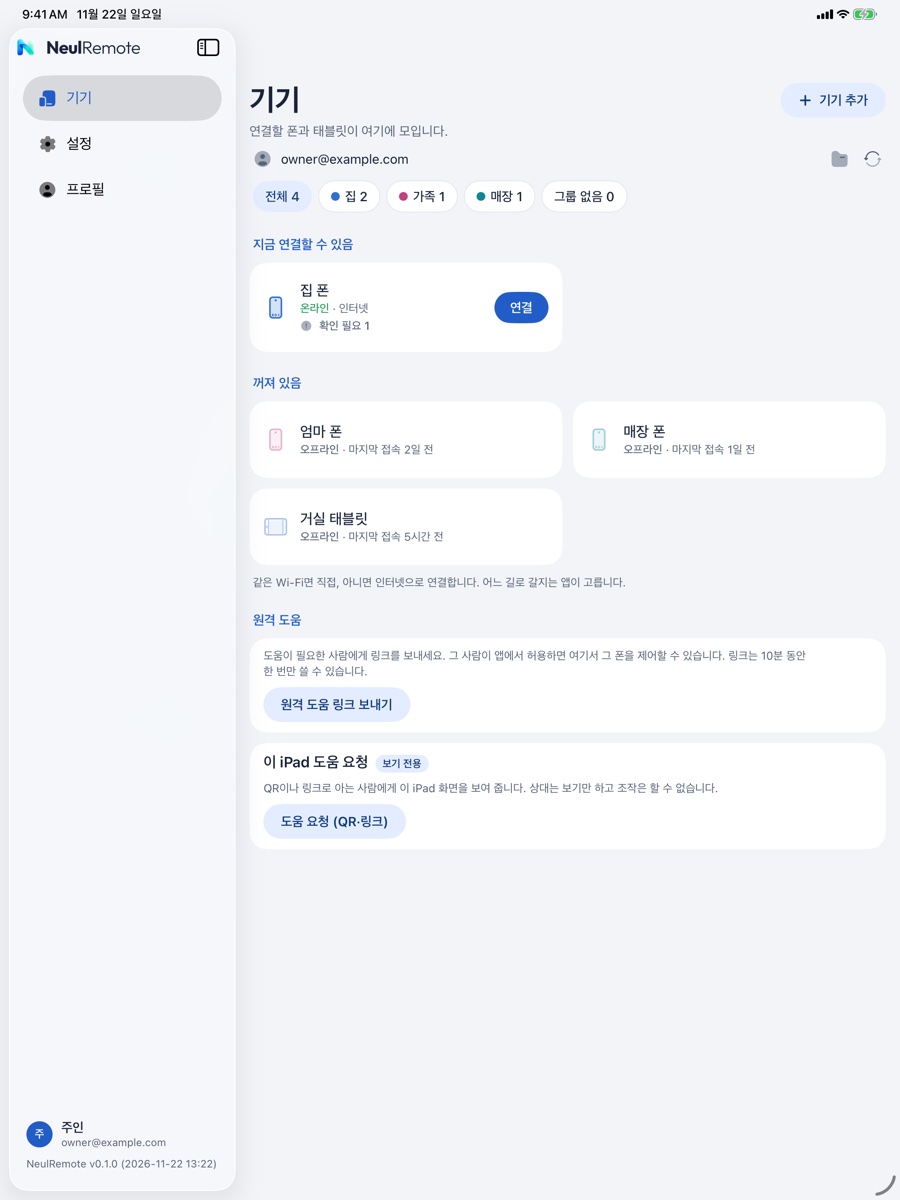 9:41 AM 11월 22일 일요일
NeulRemote
기기
설정
프로필
기기
기기 추가
연결할 폰과 태블릿이 여기에 모입니다.
owner@example.com
전체 4
집 2
가족 1
매장 1
그룹 없음 0
지금 연결할 수 있음
집 폰
온라인 · 인터넷
확인 필요 1
연결
꺼져 있음
엄마 폰
오프라인 · 마지막 접속 2일 전
매장 폰
오프라인 · 마지막 접속 1일 전
거실 태블릿
오프라인 · 마지막 접속 5시간 전
같은 Wi-Fi면 직접, 아니면 인터넷으로 연결합니다. 어느 길로 갈지는 앱이 고릅니다.
원격 도움
도움이 필요한 사람에게 링크를 보내세요. 그 사람이 앱에서 허용하면 여기서 그 폰을 제어할 수 있습니다. 링크는 10분 동안
한 번만 쓸 수 있습니다.
원격 도움 링크 보내기
이 iPad 도움 요청
보기 전용
QR이나 링크로 아는 사람에게 이 iPad 화면을 보여 줍니다. 상대는 보기만 하고 조작은 할 수 없습니다.
도움 요청 (QR·링크)
주
주인
owner@example.com
NeulRemote v0.1.0 (2026-11-22 13:22)